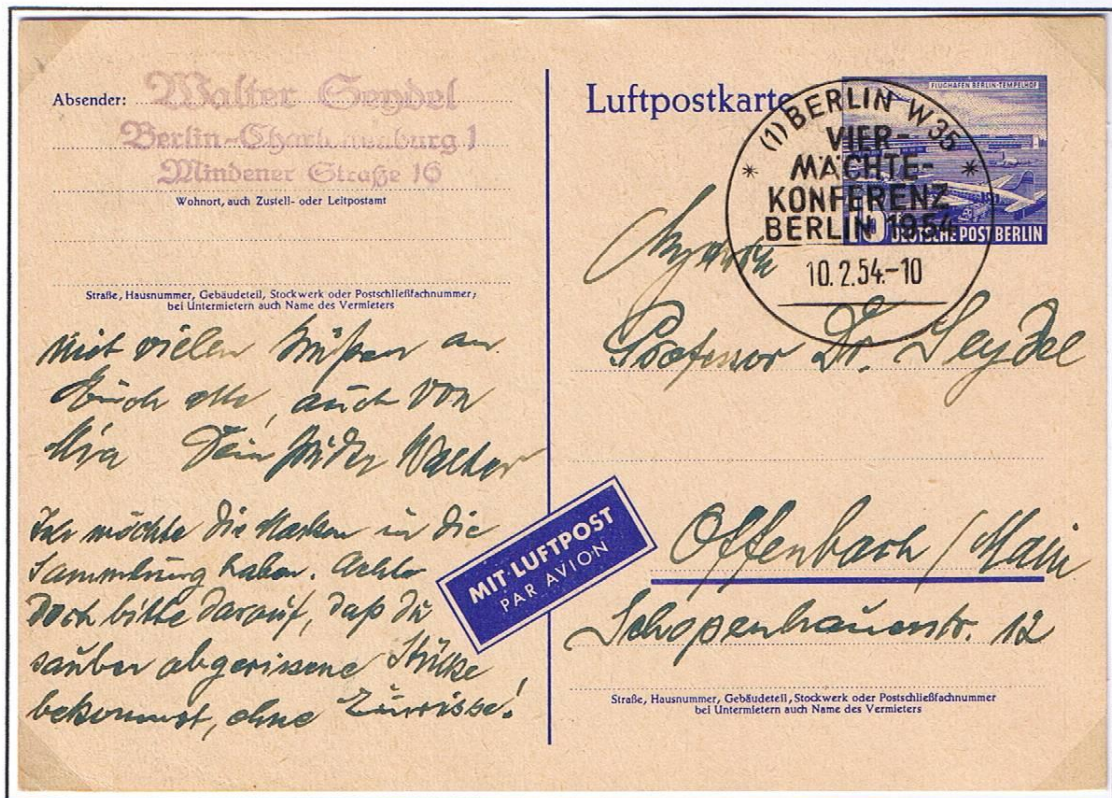 Absender: Walter Seydel
Berlin-Charlottenburg 1
Mindener Straße 16
Wohnort, auch Zustell- oder Leitpostamt
Straße, Hausnummer, Gebäudeteil, Stockwerk oder Postschließfachnummer;
bei Untermietern auch Name des Vermieters
Mit vielen Grüßen an
Euch alle, auch von
Mia Dein Walter
Ihr möchte die Marken in die
Sammlung haben. Achte
doch bitte darauf, daß du
sauber abgerissene Stücke
bekommst, ohne Einrisse!
Luftpostkarte
FLUGHAFEN BERLIN-TEMPELHOF
10 DEUTSCHE POST BERLIN
(1) BERLIN W 35
VIER-
MÄCHTE-
KONFERENZ
BERLIN 1954
10.2.54.-10
Professor Dr. Seydel
MIT LUFTPOST
PAR AVION
Offenbach / Main
Schopenhauerstr. 12
Straße, Hausnummer, Gebäudeteil, Stockwerk oder Postschließfachnummer
bei Untermietern auch Name des Vermieters